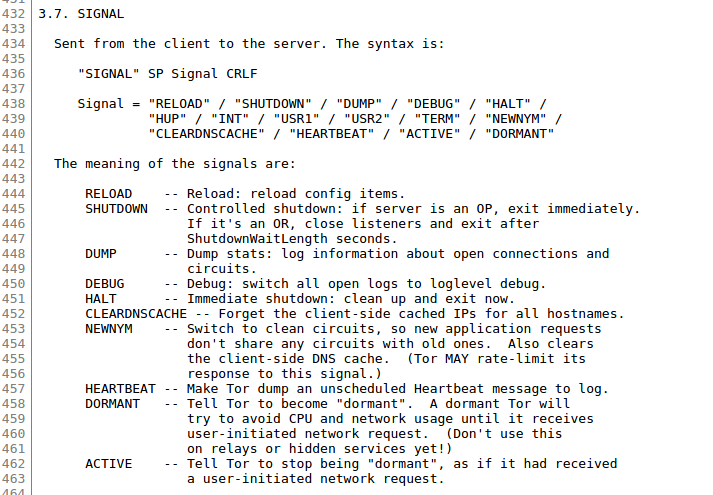 432 3.7. SIGNAL
433
434 Sent from the client to the server. The syntax is:
435
436 "SIGNAL" SP Signal CRLF
437
438 Signal = "RELOAD" / "SHUTDOWN" / "DUMP" / "DEBUG" / "HALT" /
439 "HUP" / "INT" / "USR1" / "USR2" / "TERM" / "NEWNYM" /
440 "CLEARDNSCACHE" / "HEARTBEAT" / "ACTIVE" / "DORMANT"
441
442 The meaning of the signals are:
443
444 RELOAD -- Reload: reload config items.
445 SHUTDOWN -- Controlled shutdown: if server is an OP, exit immediately.
446 If it's an OR, close listeners and exit after
447 ShutdownWaitLength seconds.
448 DUMP -- Dump stats: log information about open connections and
449 circuits.
450 DEBUG -- Debug: switch all open logs to loglevel debug.
451 HALT -- Immediate shutdown: clean up and exit now.
452 CLEARDNSCACHE -- Forget the client-side cached IPs for all hostnames.
453 NEWNYM -- Switch to clean circuits, so new application requests
454 don't share any circuits with old ones. Also clears
455 the client-side DNS cache. (Tor MAY rate-limit its
456 response to this signal.)
457 HEARTBEAT -- Make Tor dump an unscheduled Heartbeat message to log.
458 DORMANT -- Tell Tor to become "dormant". A dormant Tor will
459 try to avoid CPU and network usage until it receives
460 user-initiated network request. (Don't use this
461 on relays or hidden services yet!)
462 ACTIVE -- Tell Tor to stop being "dormant", as if it had received
463 a user-initiated network request.